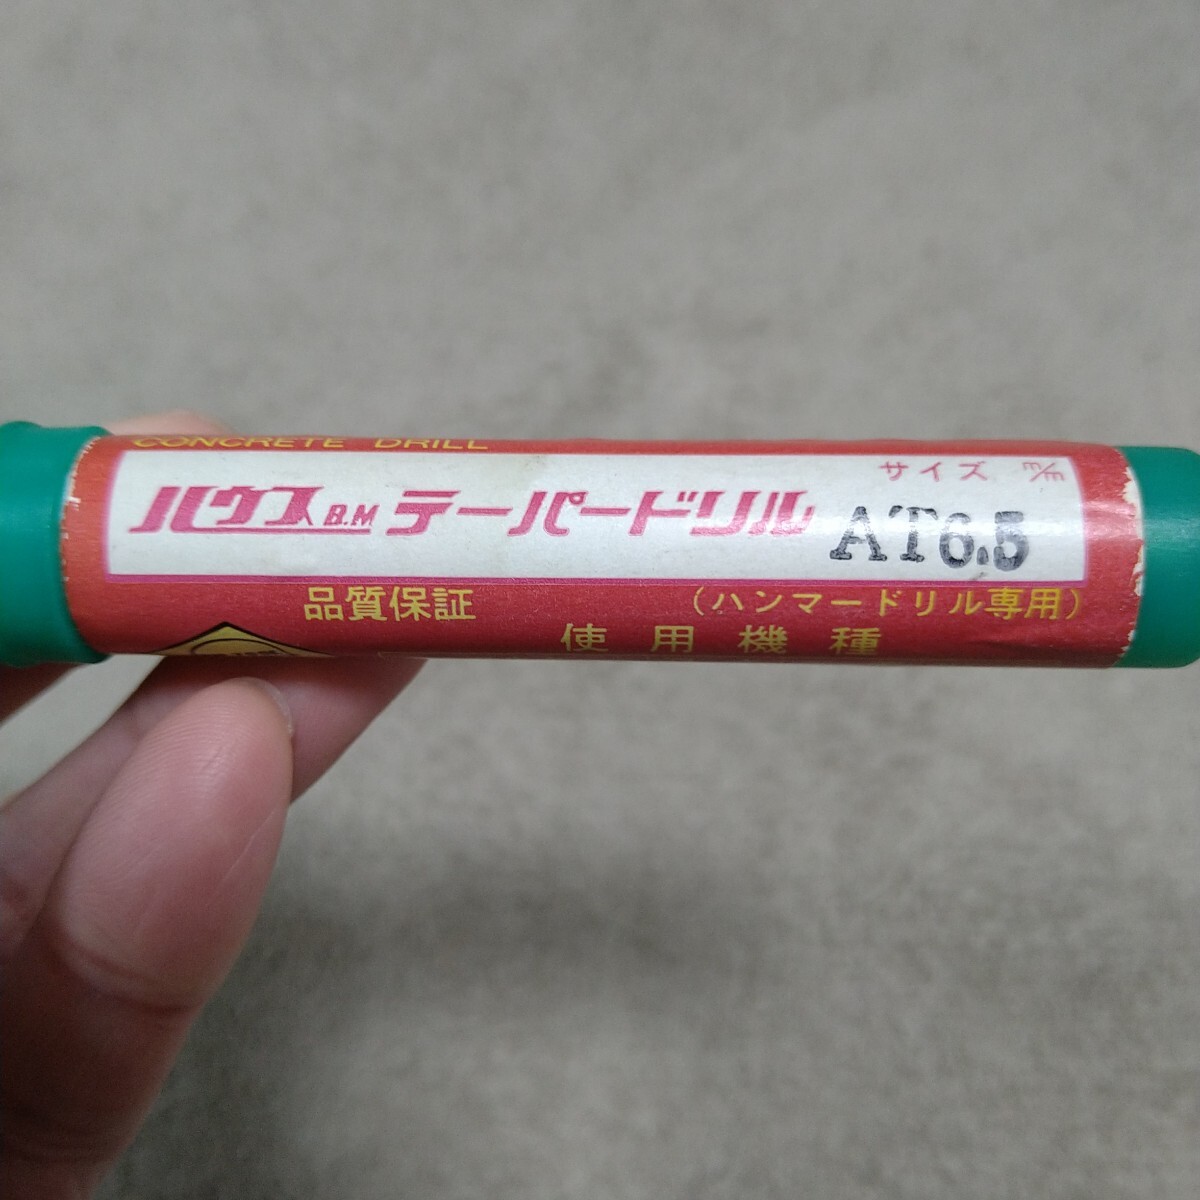 CONCRETE DRILL
サイズ m/m
ハウスB.M テーパードリル AT6.5
品質保証 (ハンマードリル専用)
使用機種